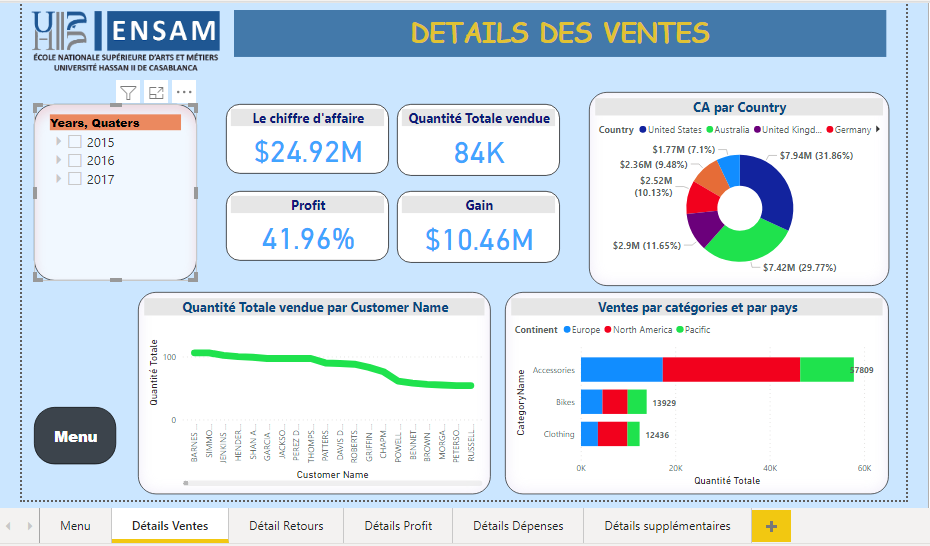 UH
ENSAM
ÉCOLE NATIONALE SUPÉRIEURE D'ARTS ET MÉTIERS
UNIVERSITÉ HASSAN II DE CASABLANCA
DETAILS DES VENTES
Years, Quaters
2015
2016
2017
Le chiffre d'affaire
$24.92M
Quantité Totale vendue
84K
Profit
41.96%
Gain
$10.46M
CA par Country
Country United States Australia United Kingd... Germany
$1.77M (7.1%)
$2.36M (9.48%)
$2.52M
(10.13%)
$2.9M (11.65%)
$7.94M (31.86%)
$7.42M (29.77%)
Quantité Totale vendue par Customer Name
Quantité Totale
100
0
BARNES...
SIMMO...
JENKINS ...
HENDER...
SHAN A...
GARCIA ...
JACKSO...
PEREZ D...
THOMPS...
PATTERS...
DAVIS D...
ROBERTS...
GRIFFIN ...
CHAPM...
POWELL ...
BENNET...
BROWN ...
MORGA...
PETERSO...
RUSSELL...
Customer Name
Ventes par catégories et par pays
Continent Europe North America Pacific
CategoryName
Accessories 57809
Bikes 13929
Clothing 12436
0K 20K 40K 60K
Quantité Totale
Menu
Menu Détails Ventes Détail Retours Détails Profit Détails Dépenses Détails supplémentaires +